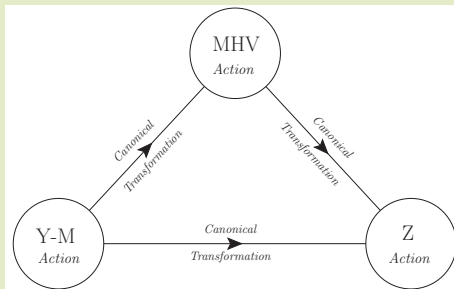 MHV
Action
Canonical
Transformation
Canonical
Transformation
Y-M
Action
Canonical
Transformation
Z
Action